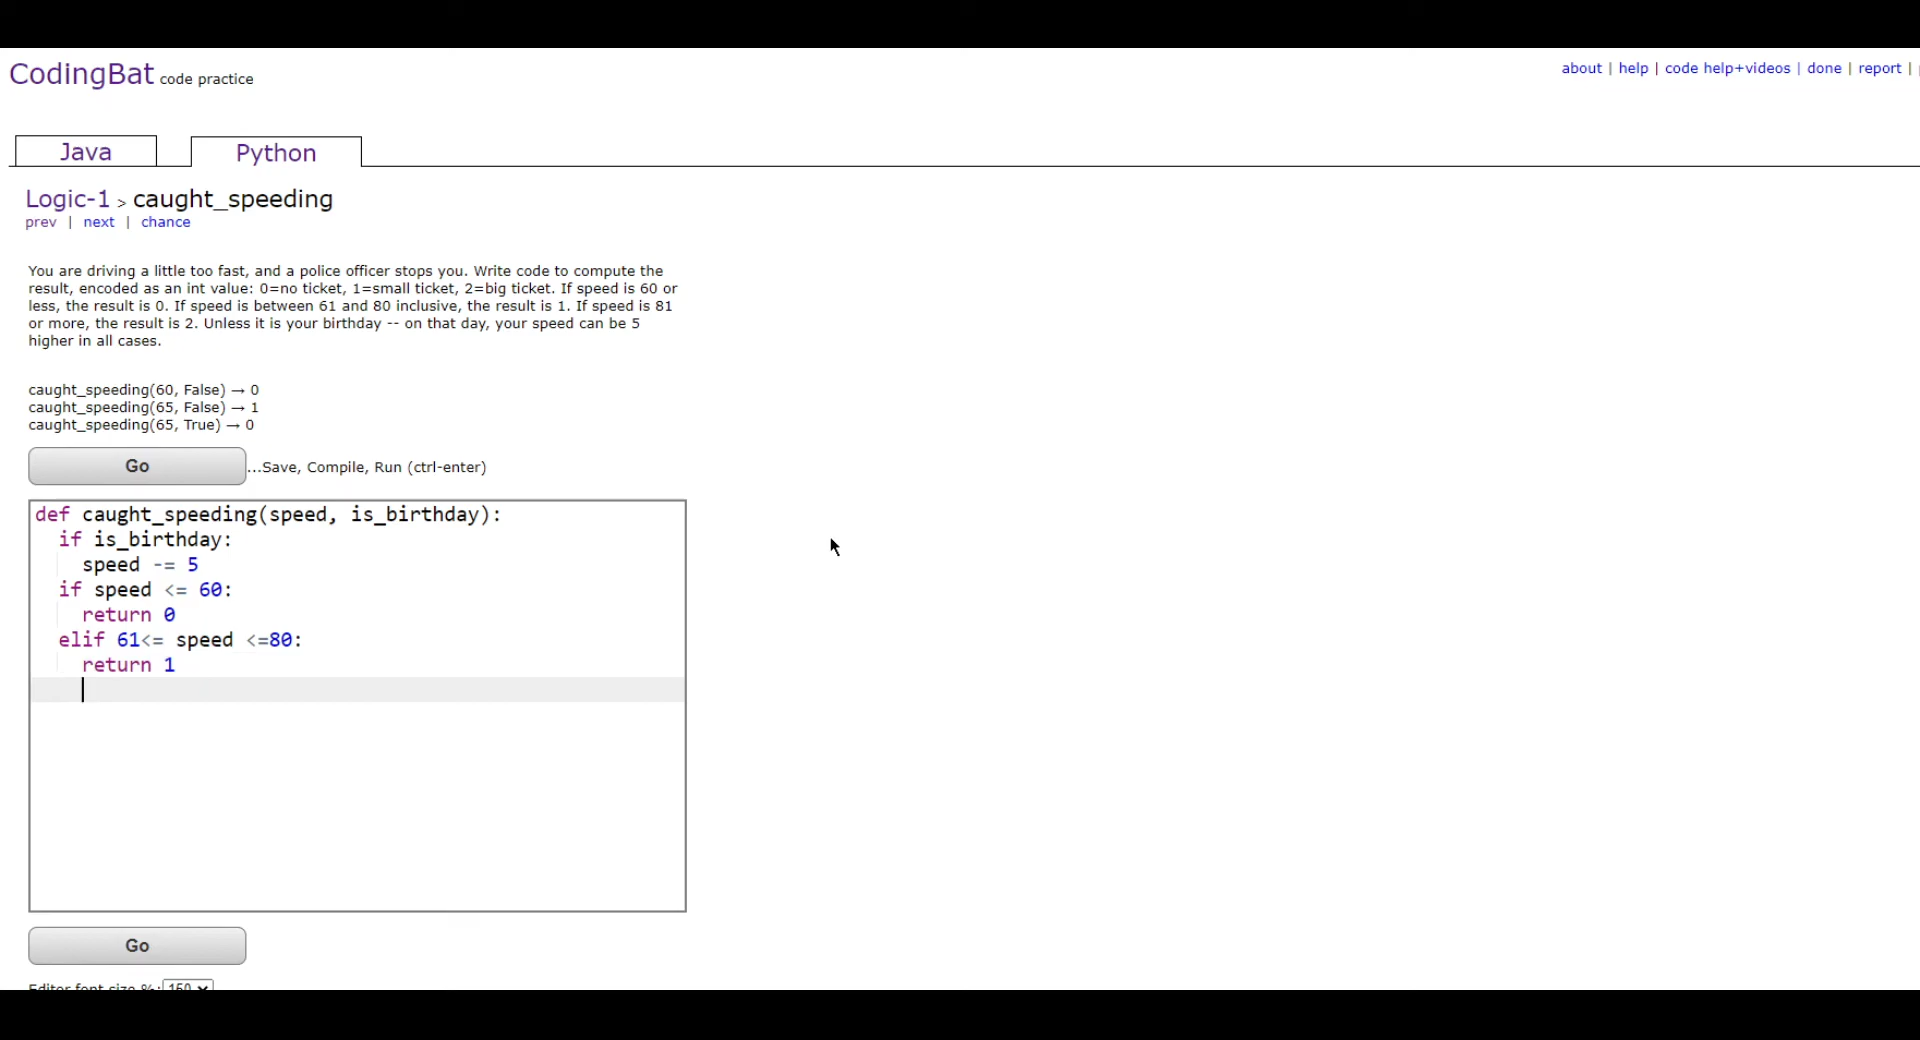 CodingBat code practice
about | help | code help+videos | done | report |
Java
Python
Logic-1 > caught_speeding
prev | next | chance
You are driving a little too fast, and a police officer stops you. Write code to compute the
result, encoded as an int value: 0=no ticket, 1=small ticket, 2=big ticket. If speed is 60 or
less, the result is 0. If speed is between 61 and 80 inclusive, the result is 1. If speed is 81
or more, the result is 2. Unless it is your birthday -- on that day, your speed can be 5
higher in all cases.
caught_speeding(60, False) → 0
caught_speeding(65, False) → 1
caught_speeding(65, True) → 0
Go
...Save, Compile, Run (ctrl-enter)
def caught_speeding(speed, is_birthday):
  if is_birthday:
    speed -= 5
  if speed <= 60:
    return 0
  elif 61<= speed <=80:
    return 1
Go
Editor font size %: 150